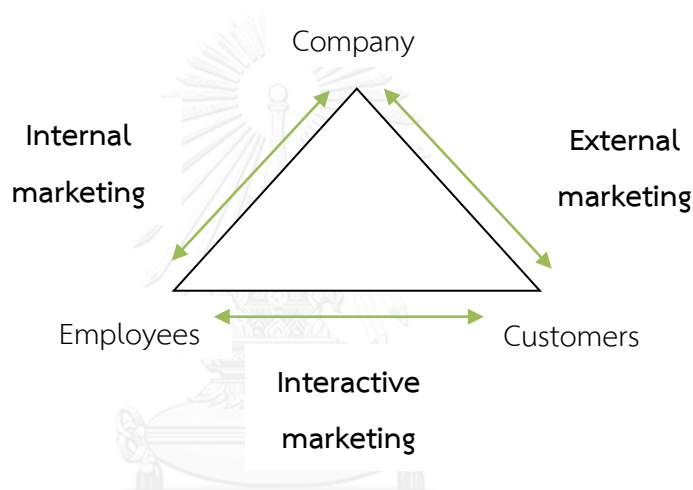 Company
Internal
marketing
External
marketing
Employees
Customers
Interactive
marketing